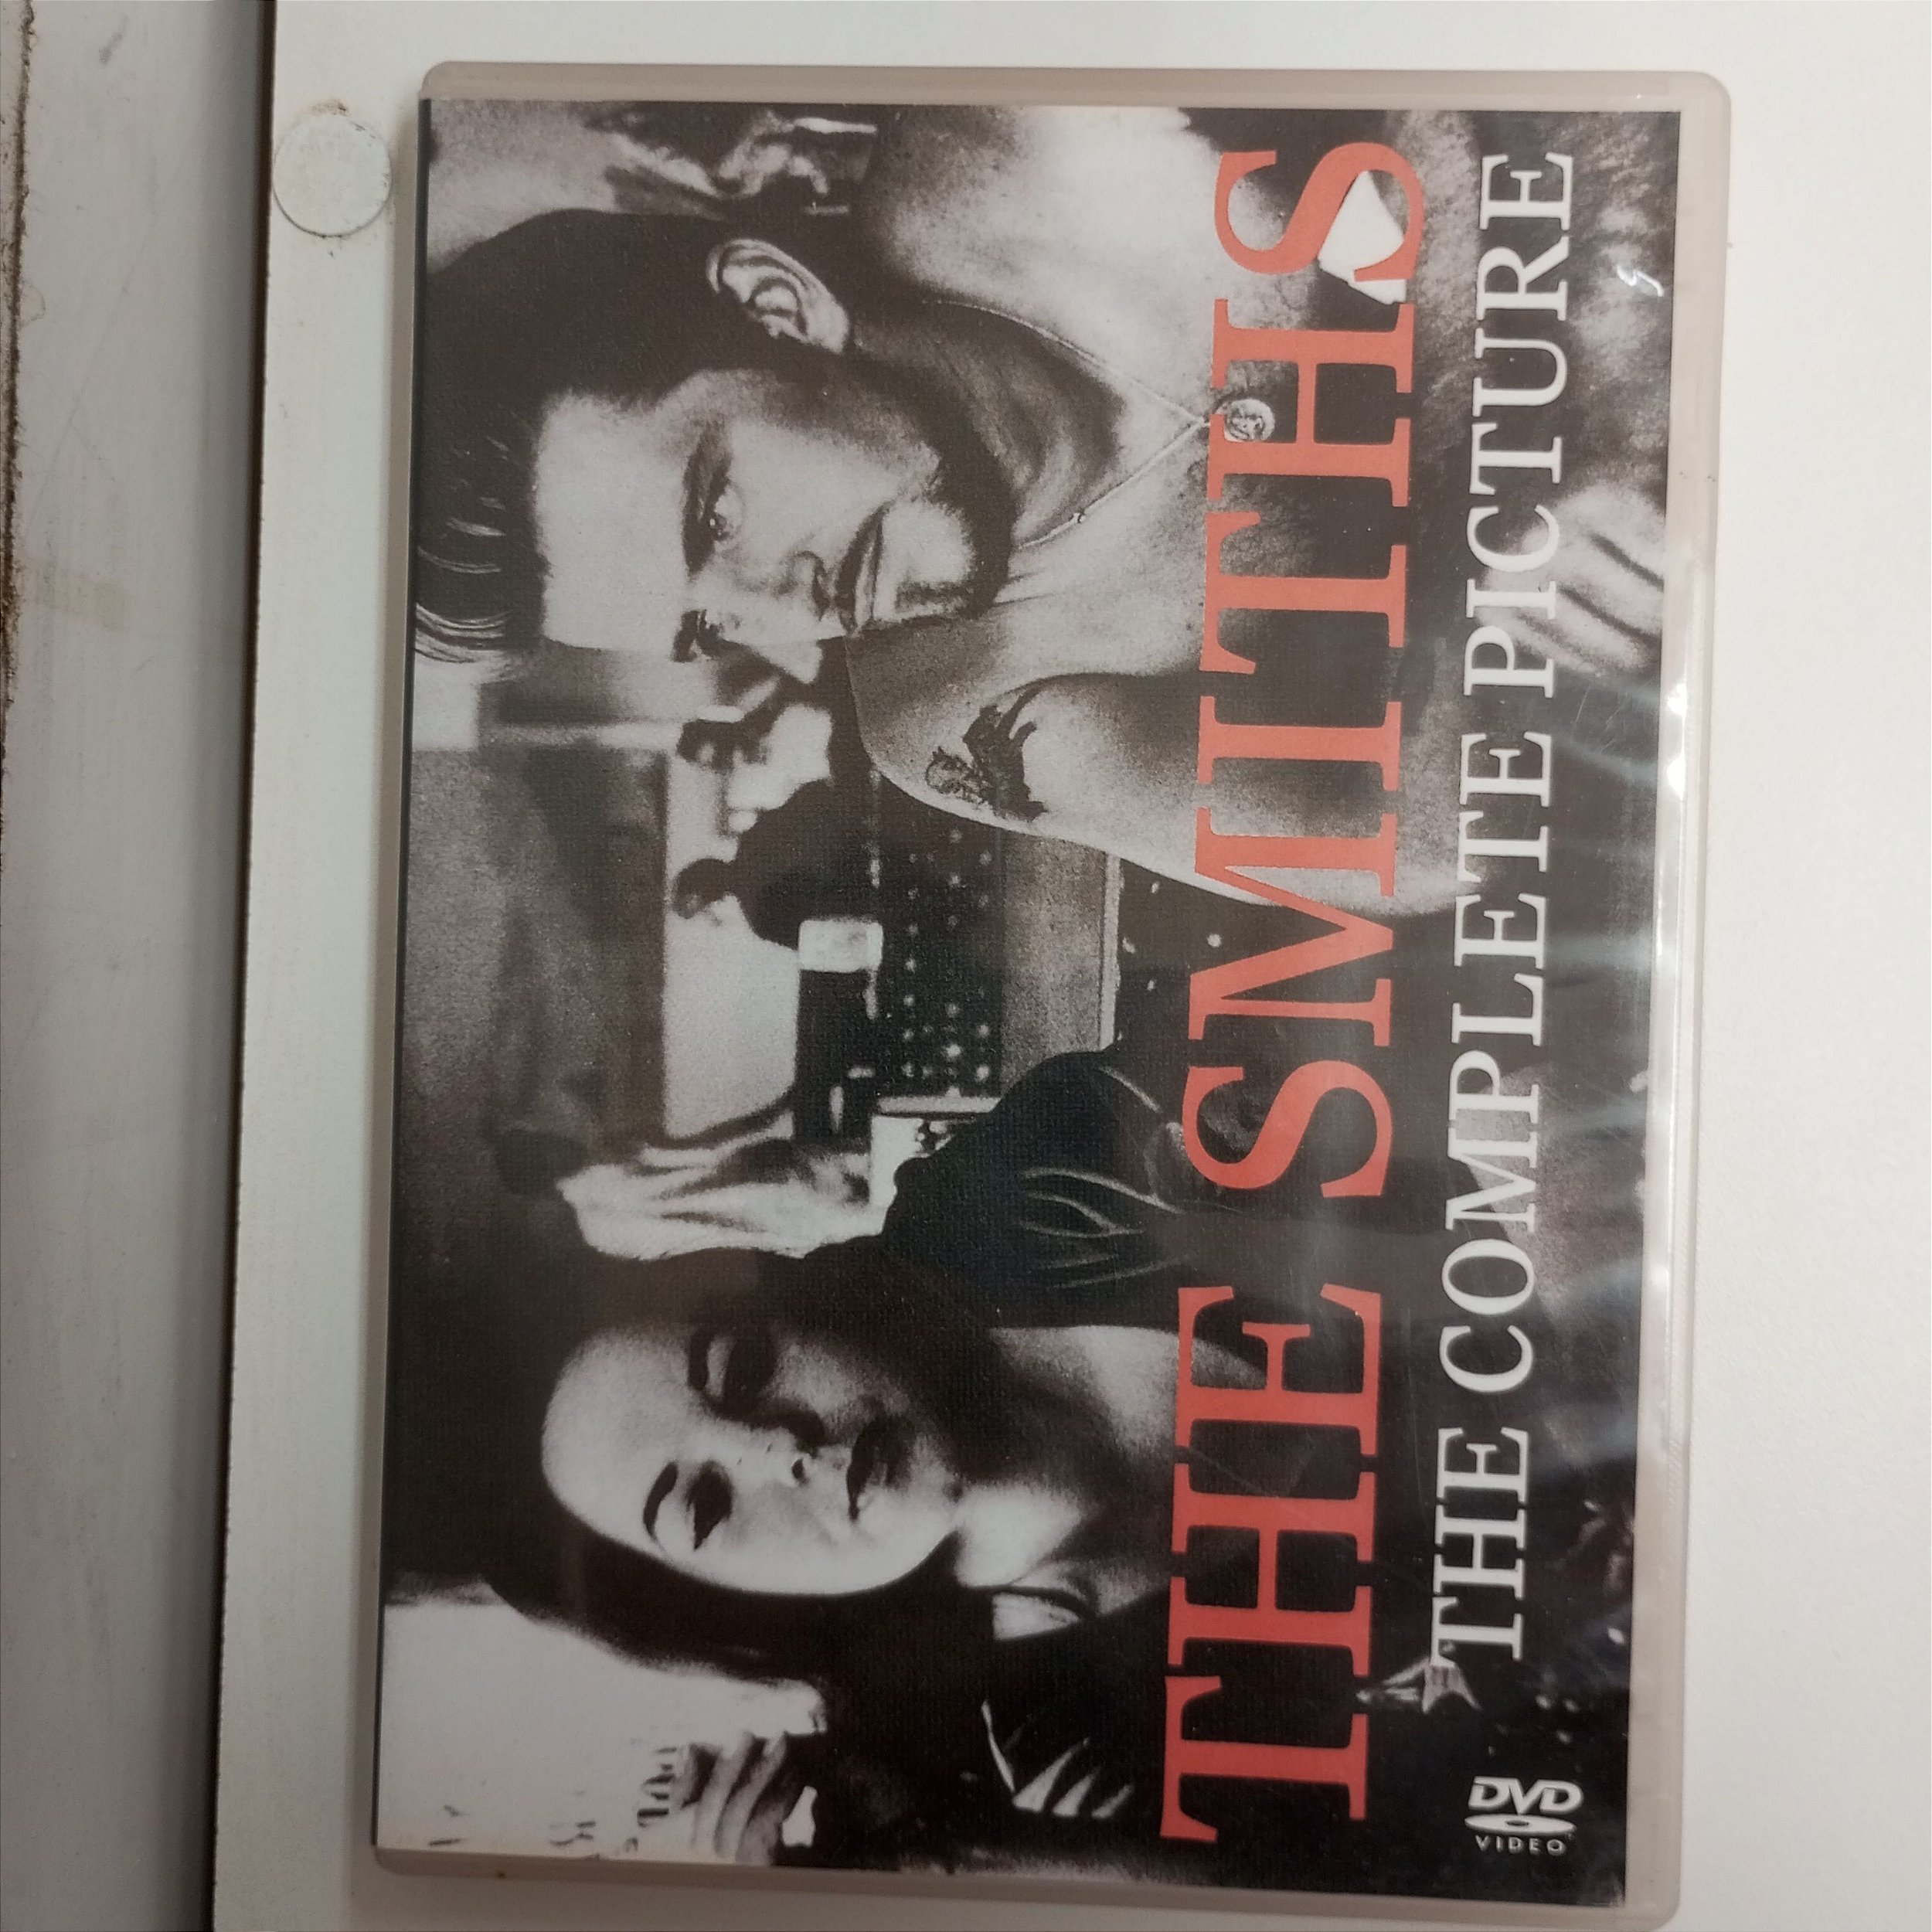 THE SMITHS
THE COMPLETE PICTURE
DVD
VIDEO